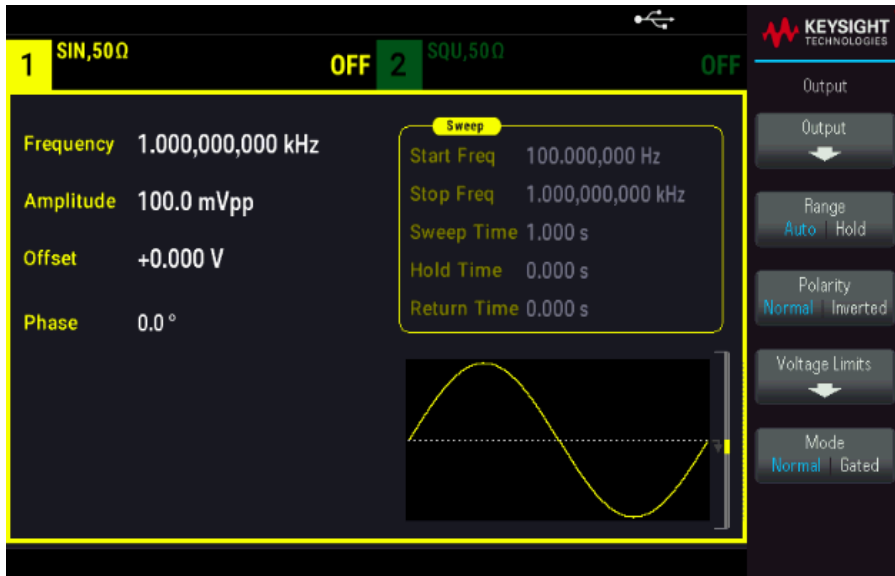 1 SIN,50Ω OFF 2 SQU,50Ω OFF
Frequency 1.000,000,000 kHz
Amplitude 100.0 mVpp
Offset +0.000 V
Phase 0.0 °
Sweep
Start Freq 100.000,000 Hz
Stop Freq 1.000,000,000 kHz
Sweep Time 1.000 s
Hold Time 0.000 s
Return Time 0.000 s
KEYSIGHT
TECHNOLOGIES
Output
Output
Range
Auto | Hold
Polarity
Normal | Inverted
Voltage Limits
Mode
Normal | Gated